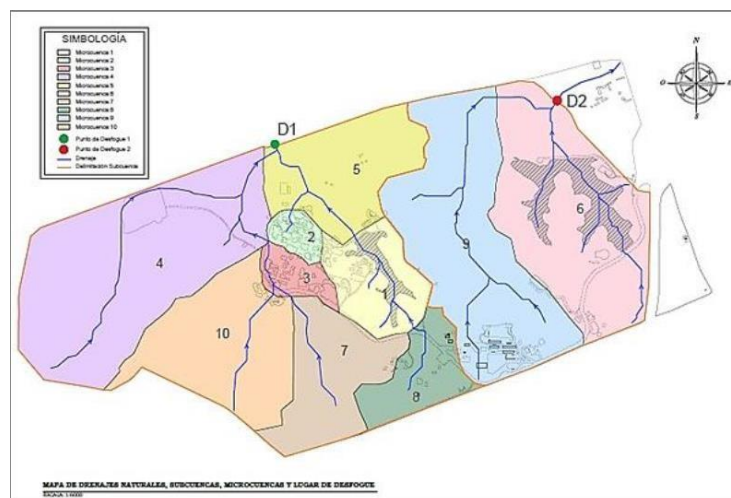 SIMBOLOGÍA
Microcuenca 1
Microcuenca 2
Microcuenca 3
Microcuenca 4
Microcuenca 5
Microcuenca 6
Microcuenca 7
Microcuenca 8
Microcuenca 9
Microcuenca 10
Punto de Desfogue 1
Punto de Desfogue 2
Drenaje
Delimitación Subcuenca
N
O
E
S
D1
D2
5
6
2
4
9
3
1
10
7
8
MAPA DE DRENAJES NATURALES, SUBCUENCAS, MICROCUENCAS Y LUGAR DE DESFOGUE